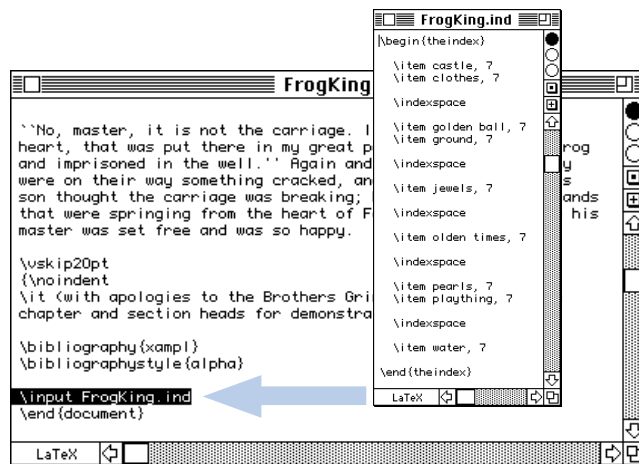 FrogKing.ind
\begin{theindex}
\item castle, 7
\item clothes, 7
\indexspace
\item golden ball, 7
\item ground, 7
\indexspace
\item jewels, 7
\indexspace
\item olden times, 7
\indexspace
\item pearls, 7
\item plaything, 7
\indexspace
\item water, 7
\end{theindex}
LaTeX
FrogKing
``No, master, it is not the carriage. I
heart, that was put there in my great p rog
and imprisoned in the well.'' Again and y
were on their way something cracked, an s
son thought the carriage was breaking; ands
that were springing from the heart of F his
master was set free and was so happy.
\vskip20pt
{\noindent
\it (with apologies to the Brothers Gri
chapter and section heads for demonstra
\bibliography{xampl}
\bibliographystyle{alpha}
\input FrogKing.ind
\end{document}
LaTeX